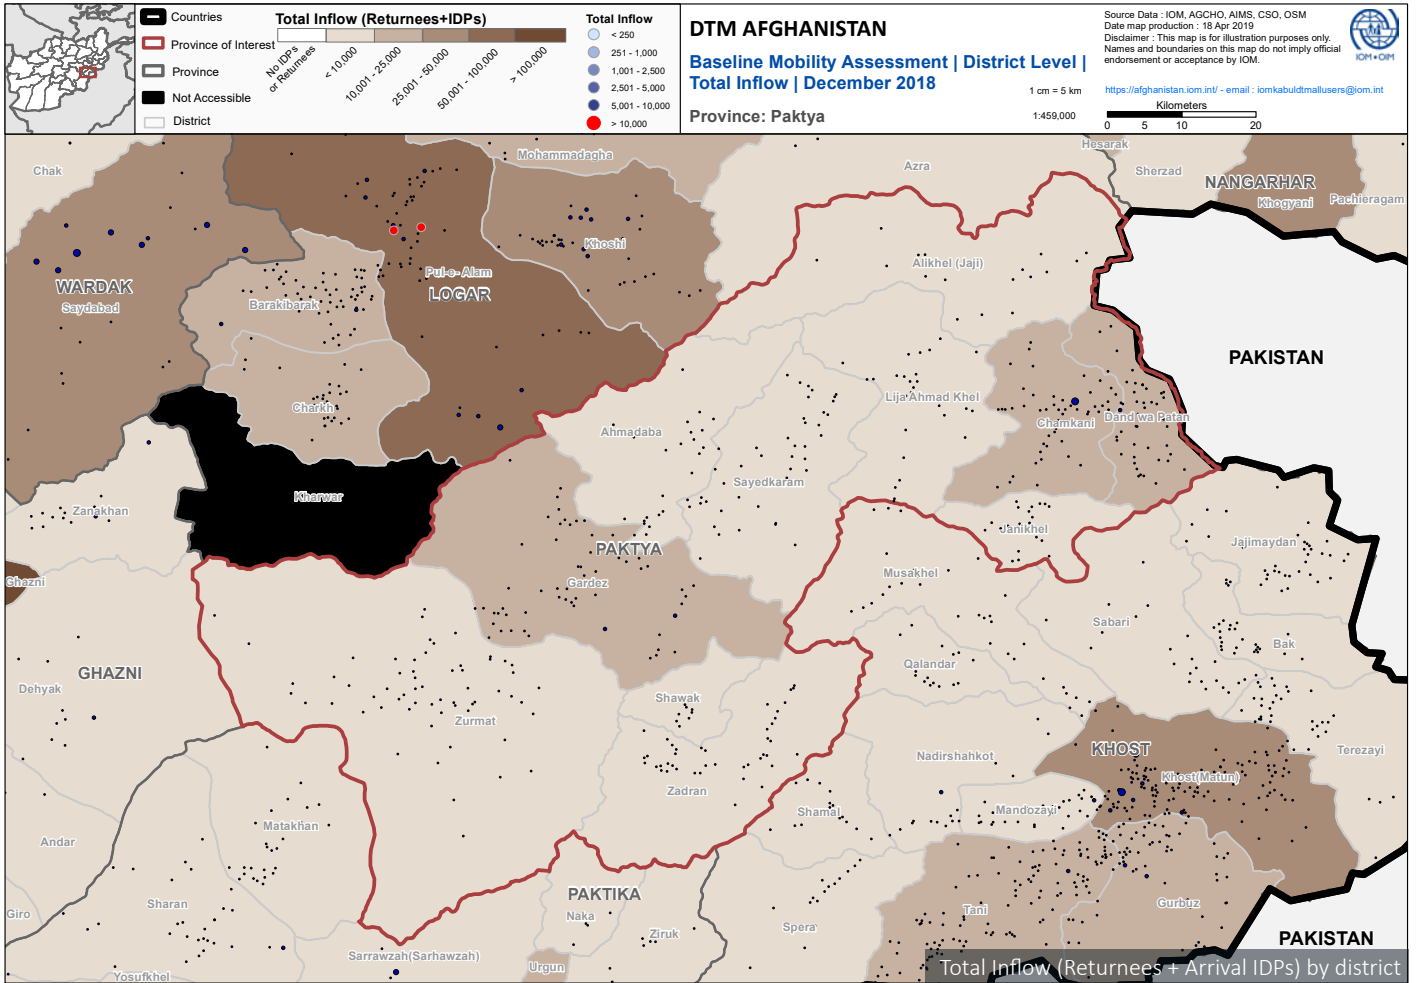 Countries
Province of Interest
Province
Not Accessible
District
Total Inflow (Returnees+IDPs)
No IDPs
or Returnees
< 10,000
10,001 - 25,000
25,001 - 50,000
50,001 - 100,000
> 100,000
Total Inflow
< 250
251 - 1,000
1,001 - 2,500
2,501 - 5,000
5,001 - 10,000
> 10,000
DTM AFGHANISTAN
Baseline Mobility Assessment | District Level |
Total Inflow | December 2018
Province: Paktya
1 cm = 5 km
1:459,000
Source Data : IOM, AGCHO, AIMS, CSO, OSM
Date map production : 18 Apr 2019
Disclaimer : This map is for illustration purposes only.
Names and boundaries on this map do not imply official
endorsement or acceptance by IOM.
https://afghanistan.iom.int/ - email : iomkabuldtmallusers@iom.int
Kilometers
0 5 10 20
IOM•OIM
Chak
Mohammadagha
Azra
Hesarak
Sherzad
NANGARHAR
Khogyani
Pachieragam
Khoshi
Alikhel (Jaji)
Pul-e- Alam
LOGAR
WARDAK
Saydabad
Barakibarak
PAKISTAN
Charkh
Lija Ahmad Khel
Chamkani
Dand wa Patan
Ahmadaba
Sayedkaram
Kharwar
Zanakhan
Janikhel
Jajimaydan
PAKTYA
Gardez
Musakhel
Ghazni
Sabari
Bak
Qalandar
GHAZNI
Dehyak
Shawak
Zurmat
KHOST
Nadirshahkot
Terezayi
Khost(Matun)
Zadran
Shamal
Mandozayi
Matakhan
Andar
PAKTIKA
Sharan
Giro
Naka
Ziruk
Spera
Tani
Gurbuz
PAKISTAN
Sarrawzah(Sarhawzah)
Urgun
Yosufkhel
Total Inflow (Returnees + Arrival IDPs) by district